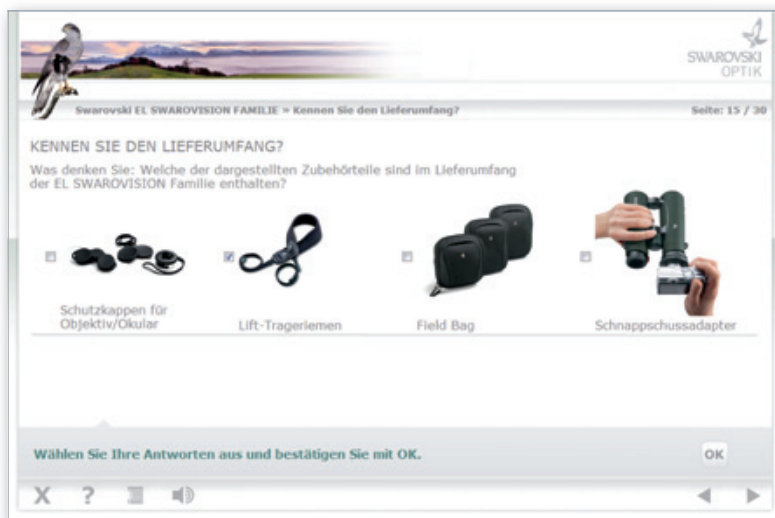 SWAROVSKI
OPTIK
Swarovski EL SWAROVISION FAMILIE » Kennen Sie den Lieferumfang?
Seite: 15 / 30
KENNEN SIE DEN LIEFERUMFANG?
Was denken Sie: Welche der dargestellten Zubehörteile sind im Lieferumfang
der EL SWAROVISION Familie enthalten?
Schutzkappen für
Objektiv/Okular
Lift-Trageriemen
Field Bag
Schnappschussadapter
Wählen Sie Ihre Antworten aus und bestätigen Sie mit OK.
OK
X ?